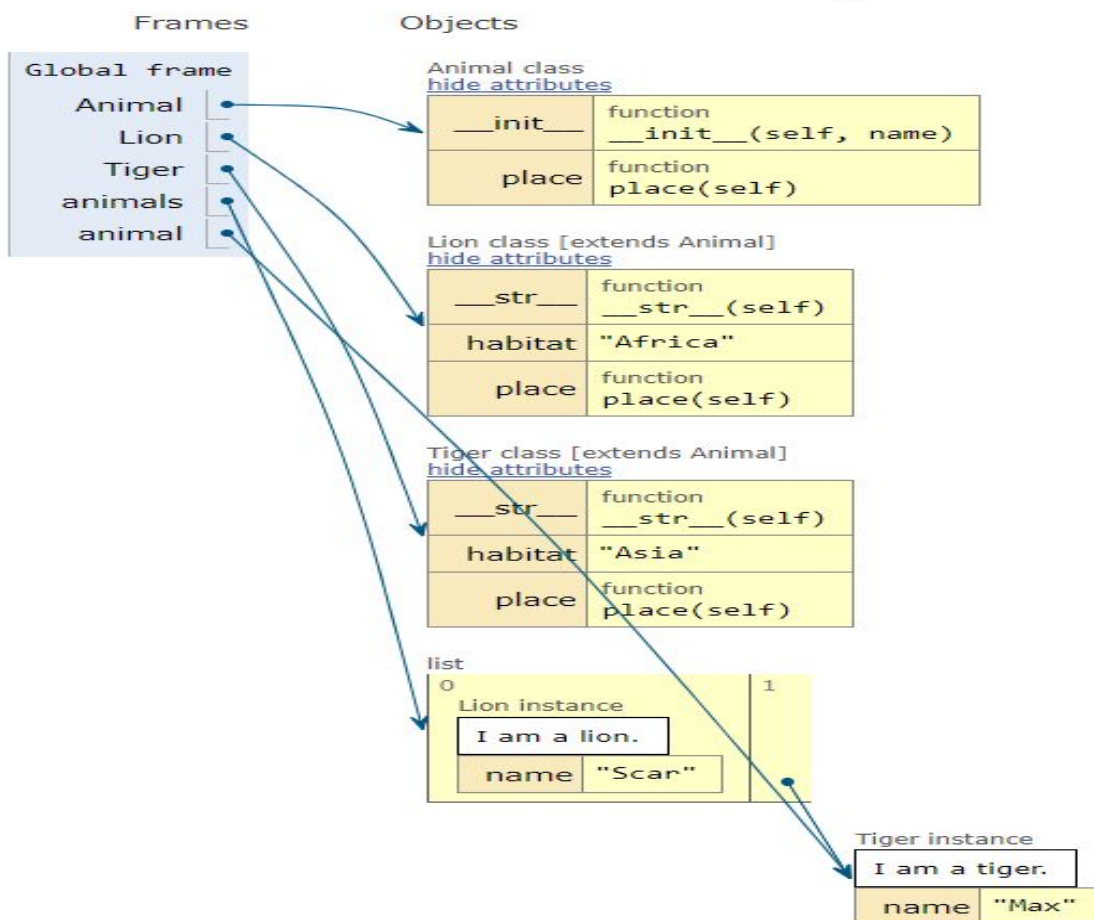 Frames Objects
Global frame
Animal
Lion
Tiger
animals
animal
Animal class
hide attributes
__init__ function
__init__(self, name)
place function
place(self)
Lion class [extends Animal]
hide attributes
__str__ function
__str__(self)
habitat "Africa"
place function
place(self)
Tiger class [extends Animal]
hide attributes
__str__ function
__str__(self)
habitat "Asia"
place function
place(self)
list
0 1
Lion instance
I am a lion.
name "Scar"
Tiger instance
I am a tiger.
name "Max"